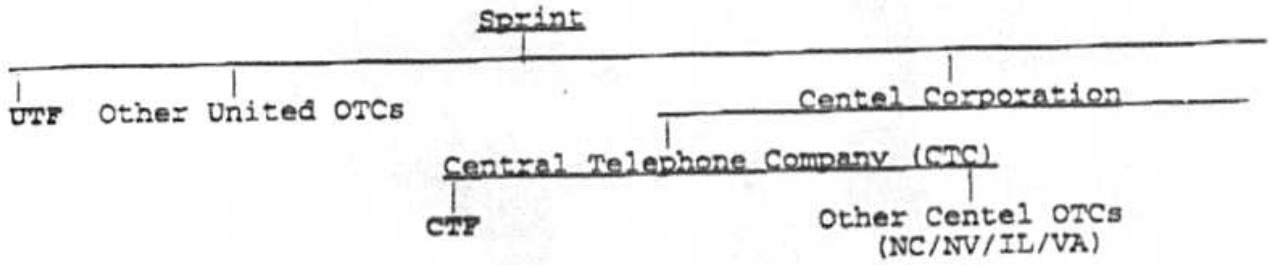 Sprint
UTF Other United OTCs
Centel Corporation
Central Telephone Company (CTC)
CTF
Other Centel OTCs
(NC/NV/IL/VA)